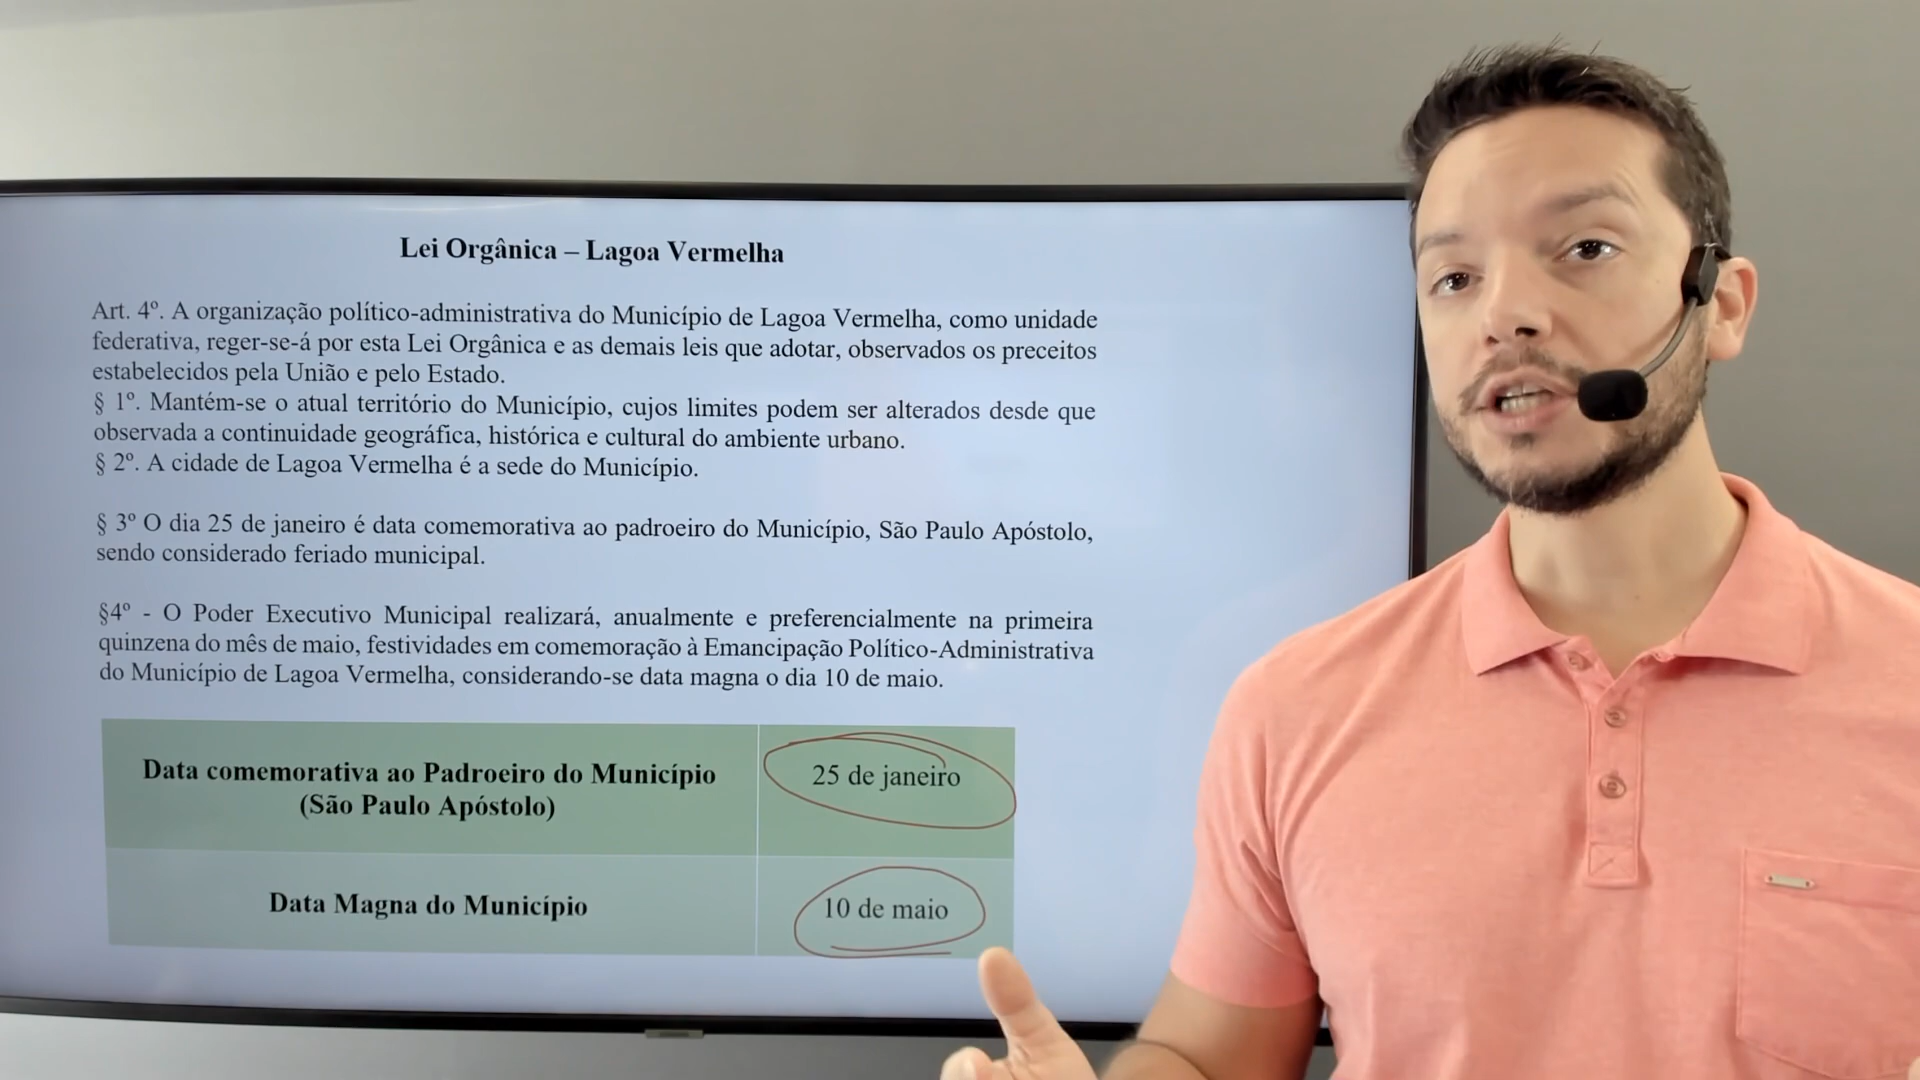 Lei Orgânica – Lagoa Vermelha
Art. 4º. A organização político-administrativa do Município de Lagoa Vermelha, como unidade
federativa, reger-se-á por esta Lei Orgânica e as demais leis que adotar, observados os preceitos
estabelecidos pela União e pelo Estado.
§ 1º. Mantém-se o atual território do Município, cujos limites podem ser alterados desde que
observada a continuidade geográfica, histórica e cultural do ambiente urbano.
§ 2º. A cidade de Lagoa Vermelha é a sede do Município.
§ 3º O dia 25 de janeiro é data comemorativa ao padroeiro do Município, São Paulo Apóstolo,
sendo considerado feriado municipal.
§4º - O Poder Executivo Municipal realizará, anualmente e preferencialmente na primeira
quinzena do mês de maio, festividades em comemoração à Emancipação Político-Administrativa
do Município de Lagoa Vermelha, considerando-se data magna o dia 10 de maio.
Data comemorativa ao Padroeiro do Município
(São Paulo Apóstolo)
25 de janeiro
Data Magna do Município
10 de maio